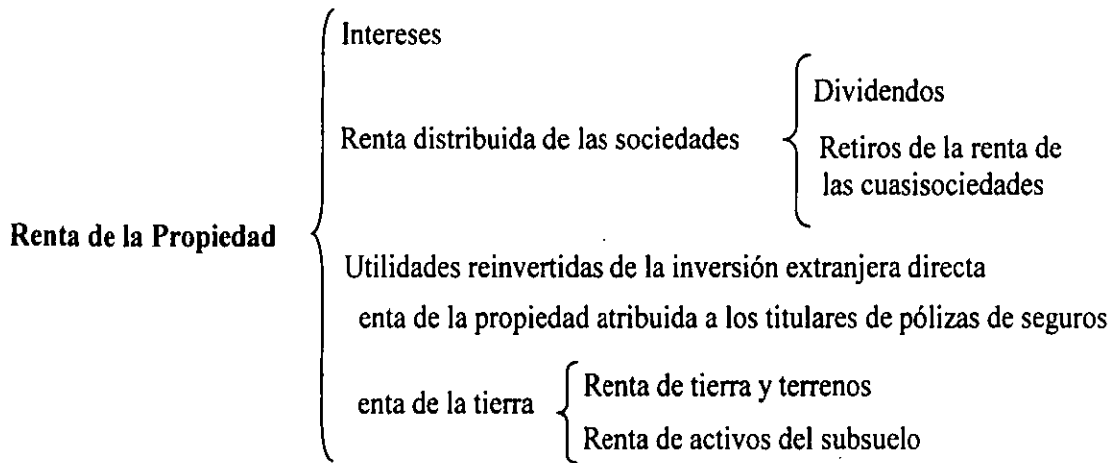 Intereses
Dividendos
Renta distribuida de las sociedades
Retiros de la renta de
las cuasisociedades
Renta de la Propiedad
Utilidades reinvertidas de la inversión extranjera directa
enta de la propiedad atribuida a los titulares de pólizas de seguros
enta de la tierra
Renta de tierra y terrenos
Renta de activos del subsuelo